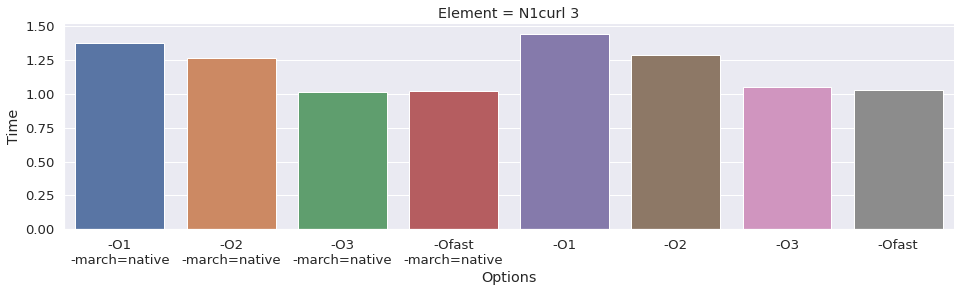 Element = N1curl 3
1.50
1.25
1.00
0.75
0.50
0.25
0.00
Time
-O1 -O2 -O3 -Ofast -O1 -O2 -O3 -Ofast
-march=native -march=native -march=native -march=native
Options